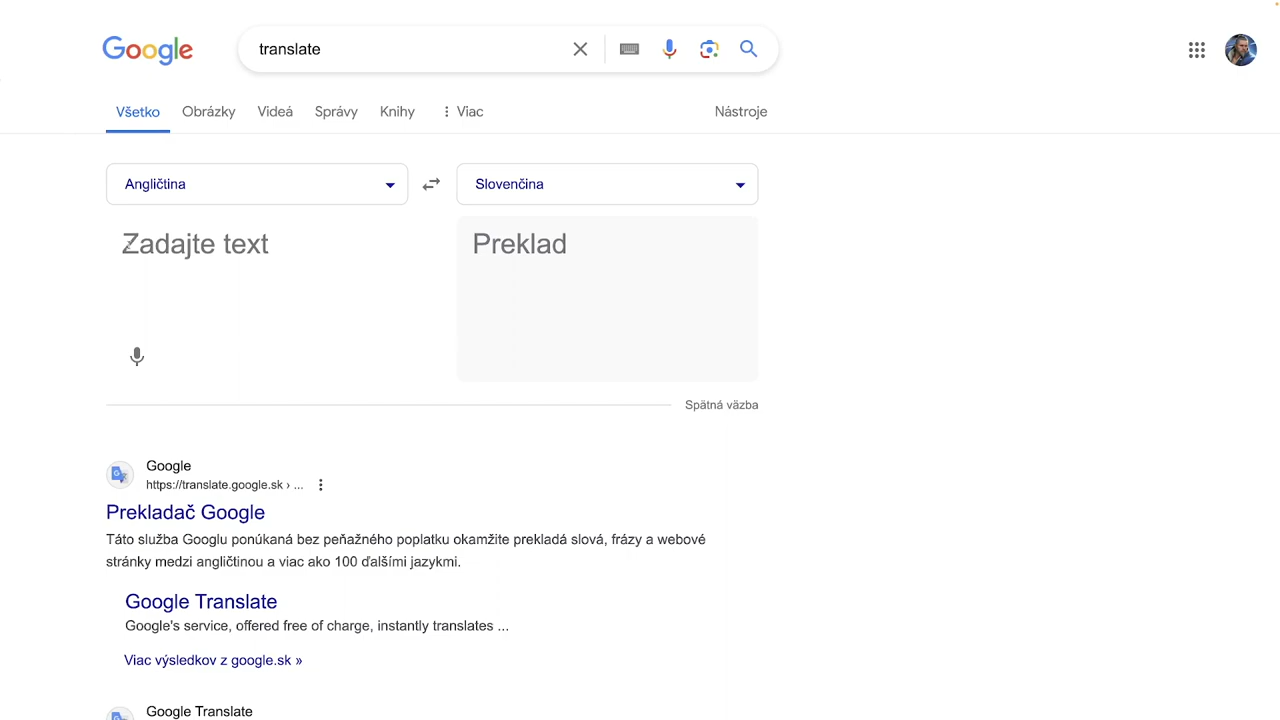 Google
translate
Všetko
Obrázky
Videá
Správy
Knihy
Viac
Nástroje
Angličtina
Slovenčina
Zadajte text
Preklad
Spätná väzba
Google
https://translate.google.sk › ...
Prekladač Google
Táto služba Googlu ponúkaná bez peňažného poplatku okamžite prekladá slová, frázy a webové
stránky medzi angličtinou a viac ako 100 ďalšími jazykmi.
Google Translate
Google's service, offered free of charge, instantly translates ...
Viac výsledkov z google.sk »
Google Translate